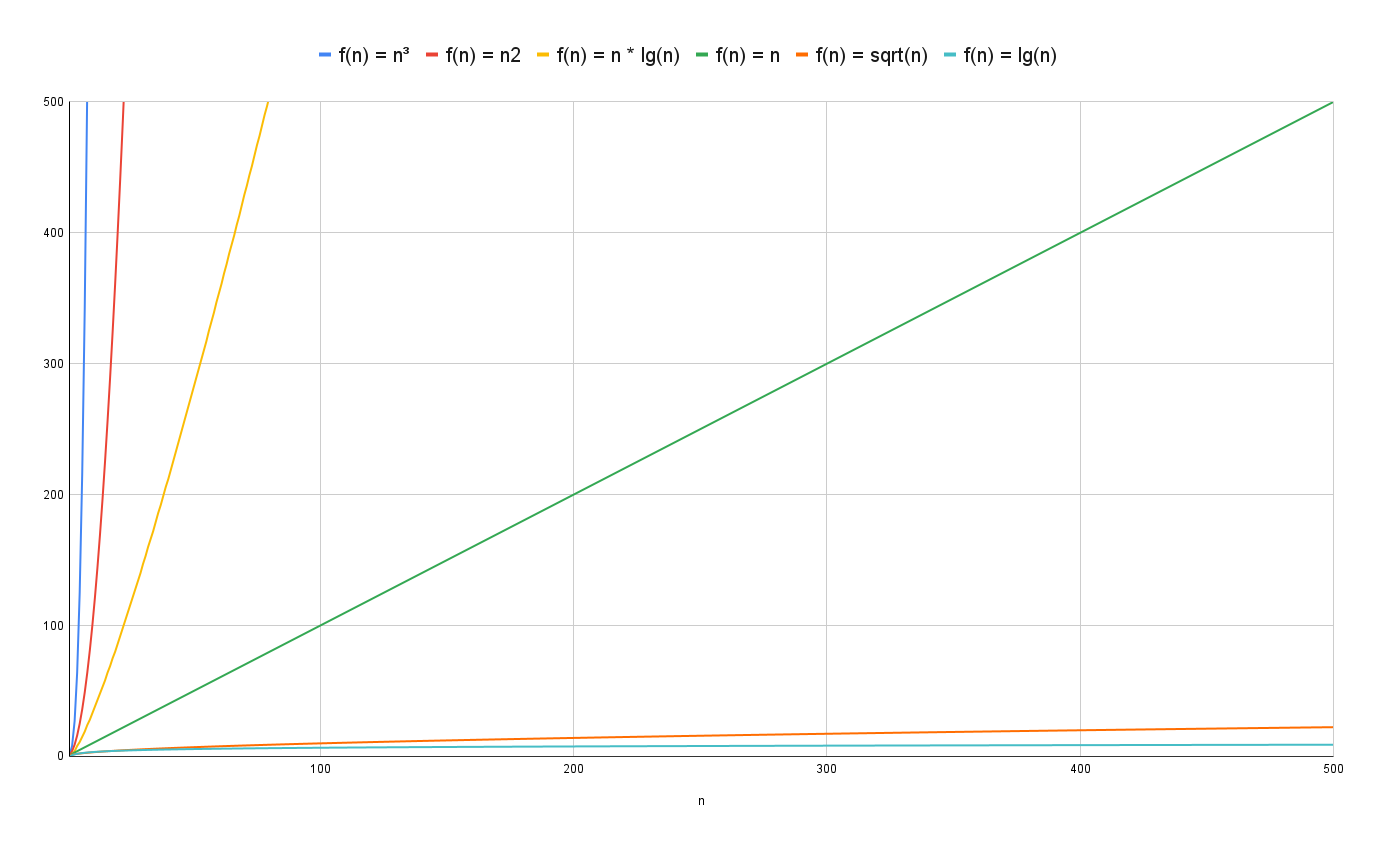 f(n) = n³ f(n) = n2 f(n) = n * lg(n) f(n) = n f(n) = sqrt(n) f(n) = lg(n)
500
400
300
200
100
0
100 200 300 400 500
n